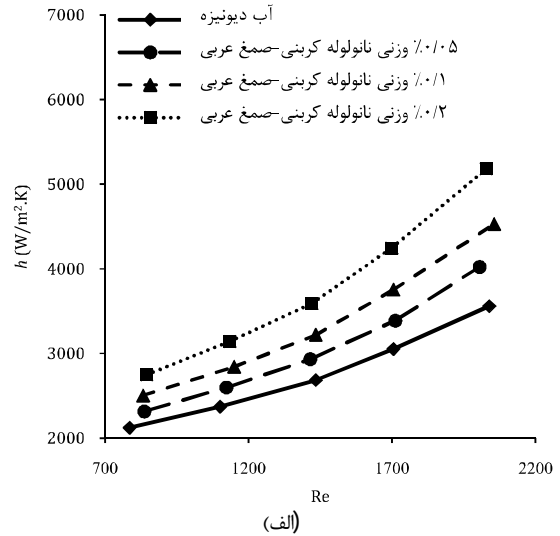 آب دیونیزه
٪۰/۰۵ وزنی نانولوله کربنی-صمغ عربی
٪۰/۱ وزنی نانولوله کربنی-صمغ عربی
٪۰/۲ وزنی نانولوله کربنی-صمغ عربی
7000
6000
5000
4000
3000
2000
h (W/m².K)
700 1200 1700 2200
Re
(الف)